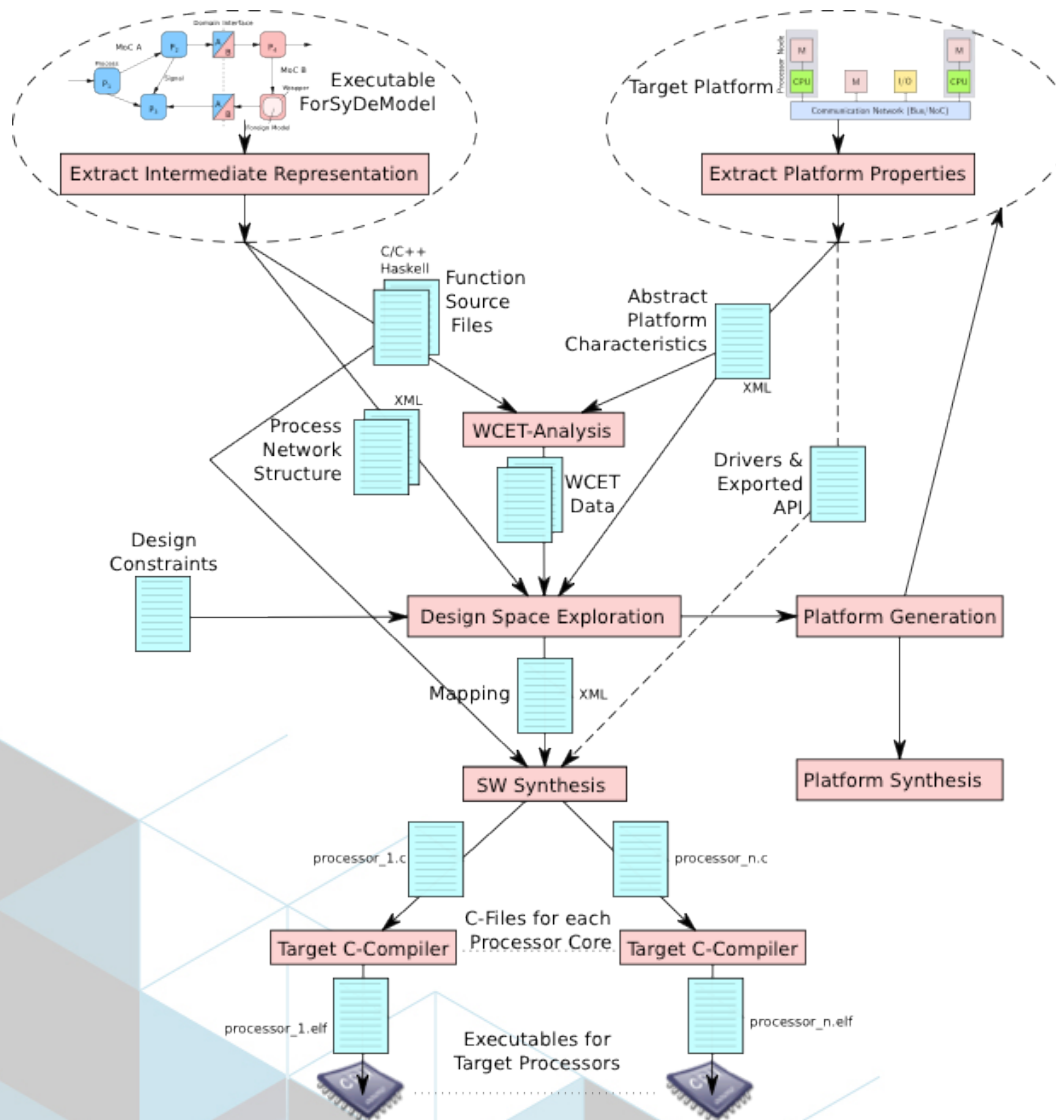 Domain Interface
MoC A
Process
P1
P2
A
B
P4
MoC B
Signal
Wrapper
P3
A
B
Foreign Model
Executable
ForSyDeModel
Extract Intermediate Representation
Target Platform
Processor Node
M
CPU
M
I/O
M
CPU
Communication Network (Bus/NoC)
Extract Platform Properties
C/C++
Haskell
Function
Source
Files
Abstract
Platform
Characteristics
XML
XML
Process
Network
Structure
WCET-Analysis
WCET
Data
Drivers &
Exported
API
Design
Constraints
Design Space Exploration
Platform Generation
Mapping
XML
SW Synthesis
Platform Synthesis
processor_1.c
processor_n.c
C-Files for each
Processor Core
Target C-Compiler
Target C-Compiler
processor_1.elf
processor_n.elf
Executables for
Target Processors